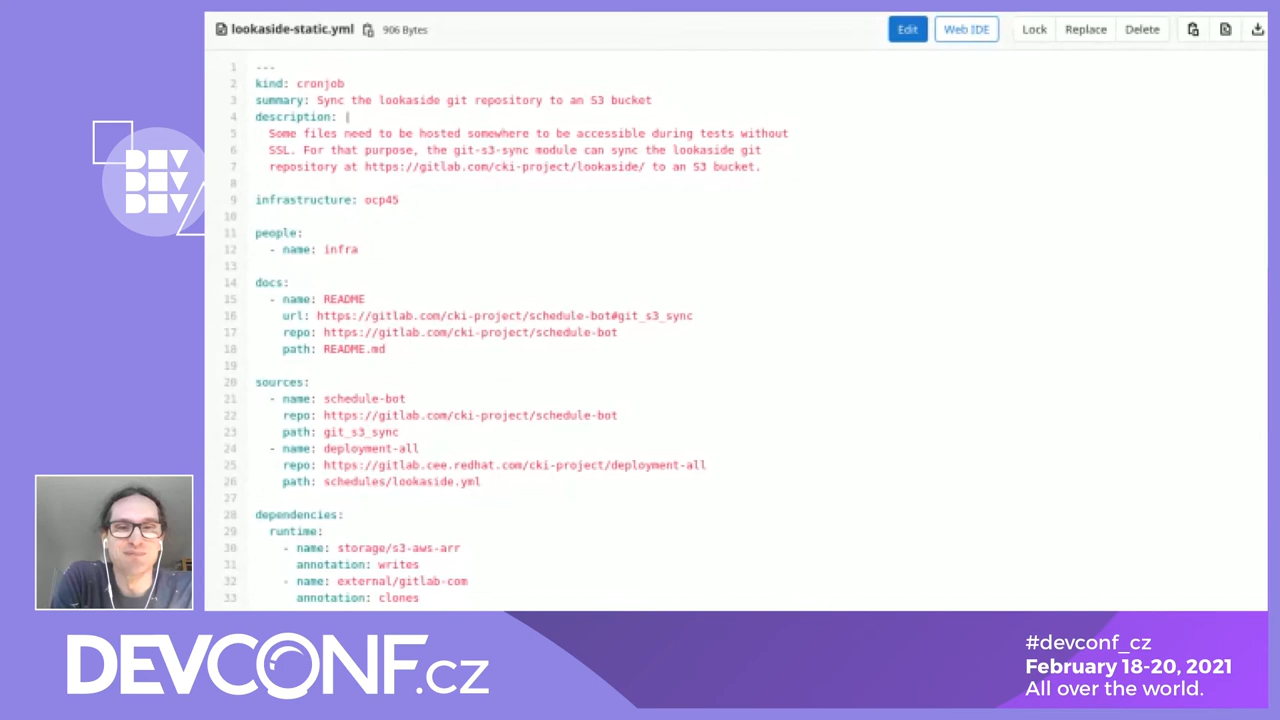 lookaside-static.yml 906 Bytes Edit Web IDE Lock Replace Delete
1 ---
2 kind: cronjob
3 summary: Sync the lookaside git repository to an S3 bucket
4 description: |
5 Some files need to be hosted somewhere to be accessible during tests without
6 SSL. For that purpose, the git-s3-sync module can sync the lookaside git
7 repository at https://gitlab.com/cki-project/lookaside/ to an S3 bucket.
8
9 infrastructure: ocp45
10
11 people:
12 - name: infra
13
14 docs:
15 - name: README
16 url: https://gitlab.com/cki-project/schedule-bot#git_s3_sync
17 repo: https://gitlab.com/cki-project/schedule-bot
18 path: README.md
19
20 sources:
21 - name: schedule-bot
22 repo: https://gitlab.com/cki-project/schedule-bot
23 path: git_s3_sync
24 - name: deployment-all
25 repo: https://gitlab.cee.redhat.com/cki-project/deployment-all
26 path: schedules/lookaside.yml
27
28 dependencies:
29 runtime:
30 - name: storage/s3-aws-arr
31 annotation: writes
32 - name: external/gitlab-com
33 annotation: clones
DEV
DEV
DEV
DEVCONF.cz
#devconf_cz
February 18-20, 2021
All over the world.